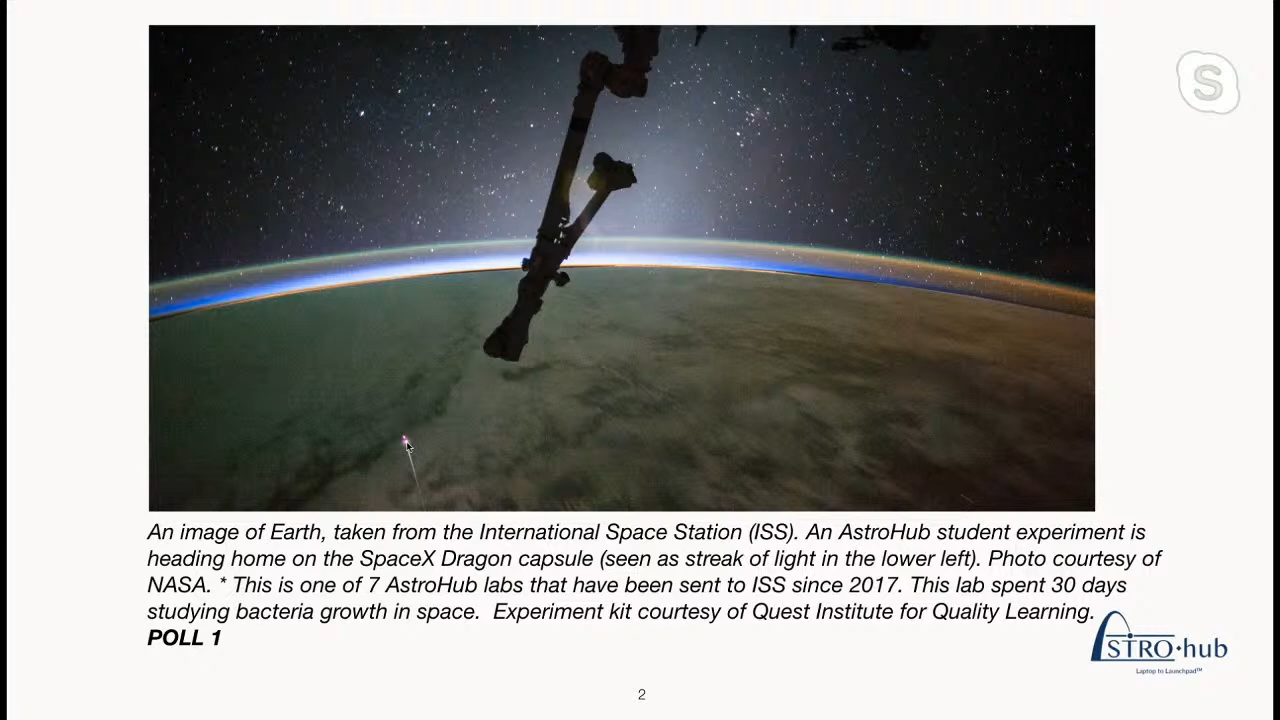 S
An image of Earth, taken from the International Space Station (ISS). An AstroHub student experiment is
heading home on the SpaceX Dragon capsule (seen as streak of light in the lower left). Photo courtesy of
NASA. * This is one of 7 AstroHub labs that have been sent to ISS since 2017. This lab spent 30 days
studying bacteria growth in space.  Experiment kit courtesy of Quest Institute for Quality Learning.
POLL 1
ASTRO·hub
Laptop to Launchpad™
2